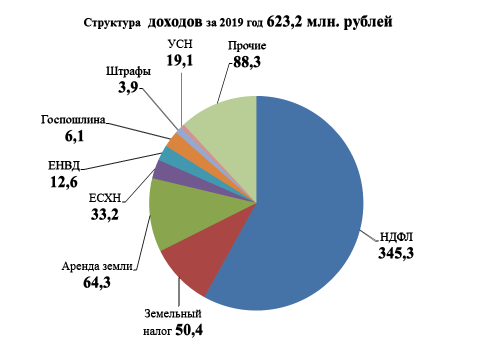 Структура доходов за 2019 год 623,2 млн. рублей
УСН
19,1
Прочие
88,3
Штрафы
3,9
Госпошлина
6,1
ЕНВД
12,6
ЕСХН
33,2
НДФЛ
345,3
Аренда земли
64,3
Земельный
налог 50,4